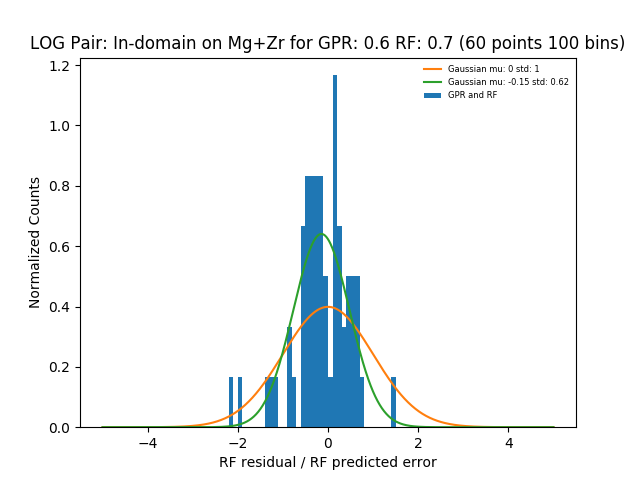 LOG Pair: In-domain on Mg+Zr for GPR: 0.6 RF: 0.7 (60 points 100 bins)
Gaussian mu: 0 std: 1
Gaussian mu: -0.15 std: 0.62
GPR and RF
Normalized Counts
1.2
1.0
0.8
0.6
0.4
0.2
0.0
−4 −2 0 2 4
RF residual / RF predicted error